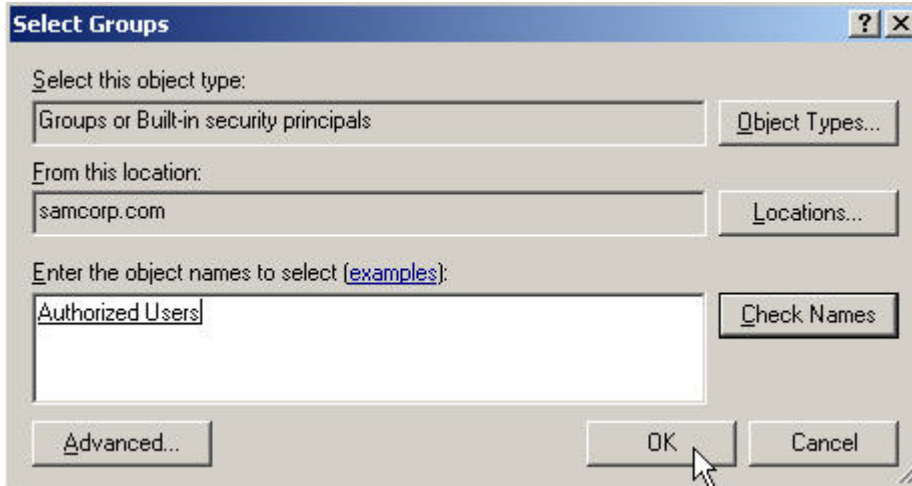 Select Groups
Select this object type:
Groups or Built-in security principals
Object Types...
From this location:
samcorp.com
Locations...
Enter the object names to select (examples):
Authorized Users
Check Names
Advanced...
OK
Cancel